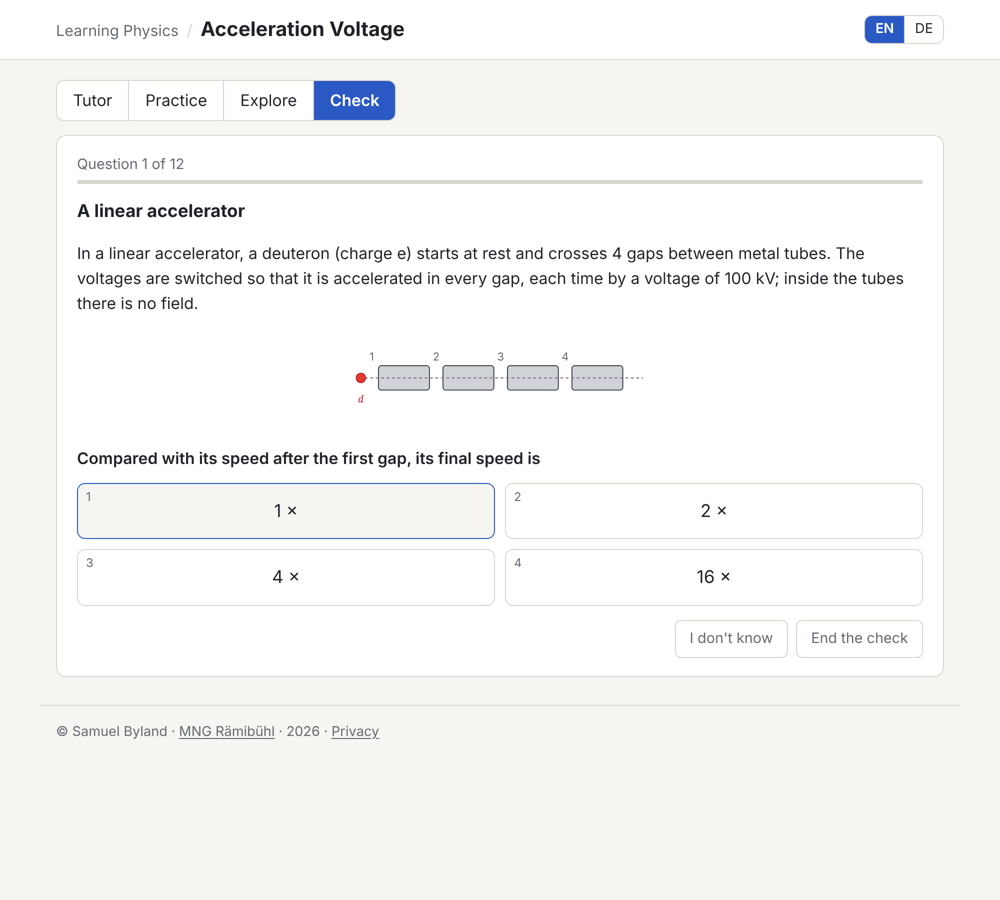 Learning Physics / Acceleration Voltage
EN DE
Tutor Practice Explore Check
Question 1 of 12
A linear accelerator
In a linear accelerator, a deuteron (charge e) starts at rest and crosses 4 gaps between metal tubes. The
voltages are switched so that it is accelerated in every gap, each time by a voltage of 100 kV; inside the tubes
there is no field.
1 2 3 4
d
Compared with its speed after the first gap, its final speed is
1 1 ×
2 2 ×
3 4 ×
4 16 ×
I don't know End the check
© Samuel Byland · MNG Rämibühl · 2026 · Privacy